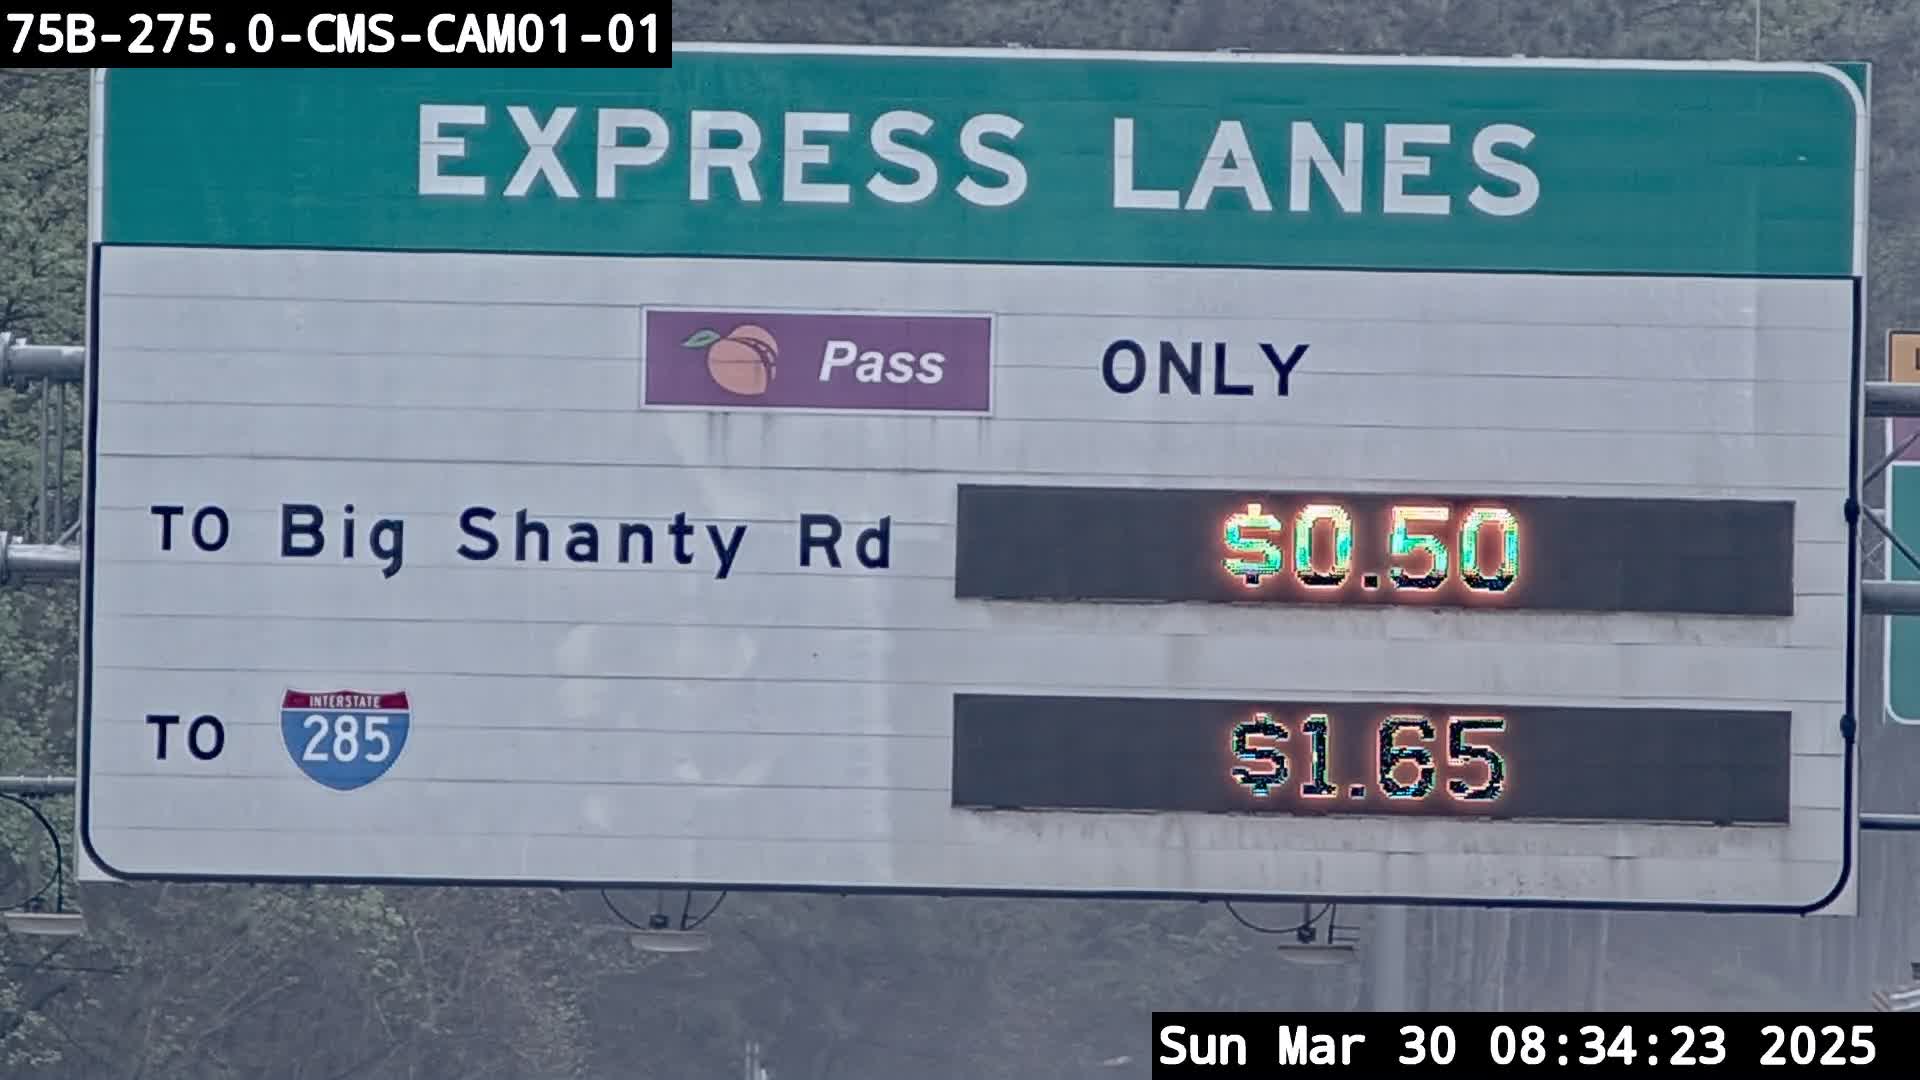 75B-275.0-CMS-CAM01-01
EXPRESS LANES
Pass ONLY
TO Big Shanty Rd $0.50
TO INTERSTATE 285 $1.65
Sun Mar 30 08:34:23 2025